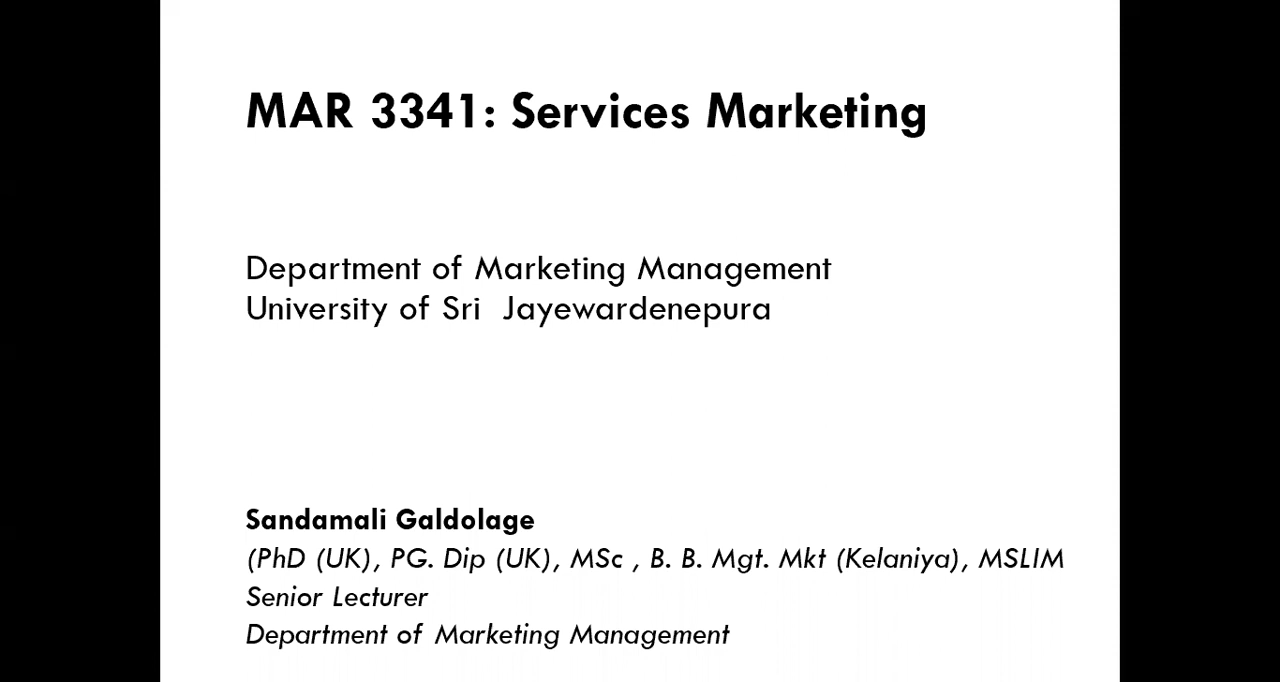 MAR 3341: Services Marketing
Department of Marketing Management
University of Sri  Jayewardenepura
Sandamali Galdolage
(PhD (UK), PG. Dip (UK), MSc , B. B. Mgt. Mkt (Kelaniya), MSLIM
Senior Lecturer
Department of Marketing Management